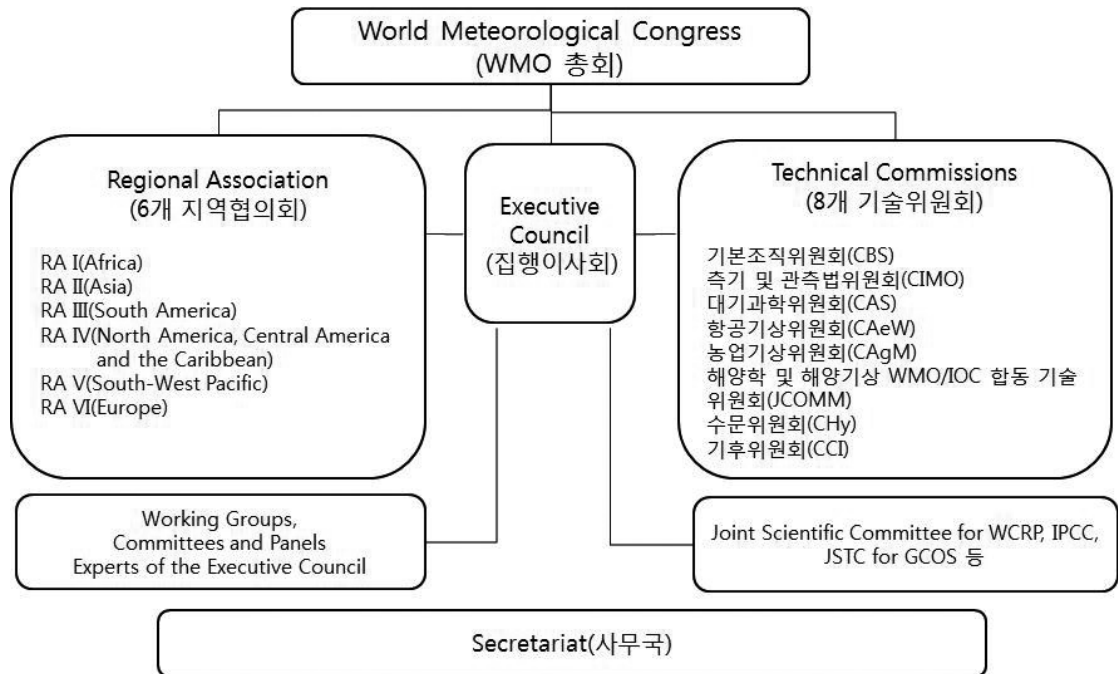 World Meteorological Congress
(WMO 총회)
Regional Association
(6개 지역협의회)
RA Ⅰ(Africa)
RA Ⅱ(Asia)
RA Ⅲ(South America)
RA Ⅳ(North America, Central America
and the Caribbean)
RA Ⅴ(South-West Pacific)
RA Ⅵ(Europe)
Executive
Council
(집행이사회)
Technical Commissions
(8개 기술위원회)
기본조직위원회(CBS)
측기 및 관측법위원회(CIMO)
대기과학위원회(CAS)
항공기상위원회(CAeW)
농업기상위원회(CAgM)
해양학 및 해양기상 WMO/IOC 합동 기술
위원회(JCOMM)
수문위원회(CHy)
기후위원회(CCI)
Working Groups,
Committees and Panels
Experts of the Executive Council
Joint Scientific Committee for WCRP, IPCC,
JSTC for GCOS 등
Secretariat(사무국)